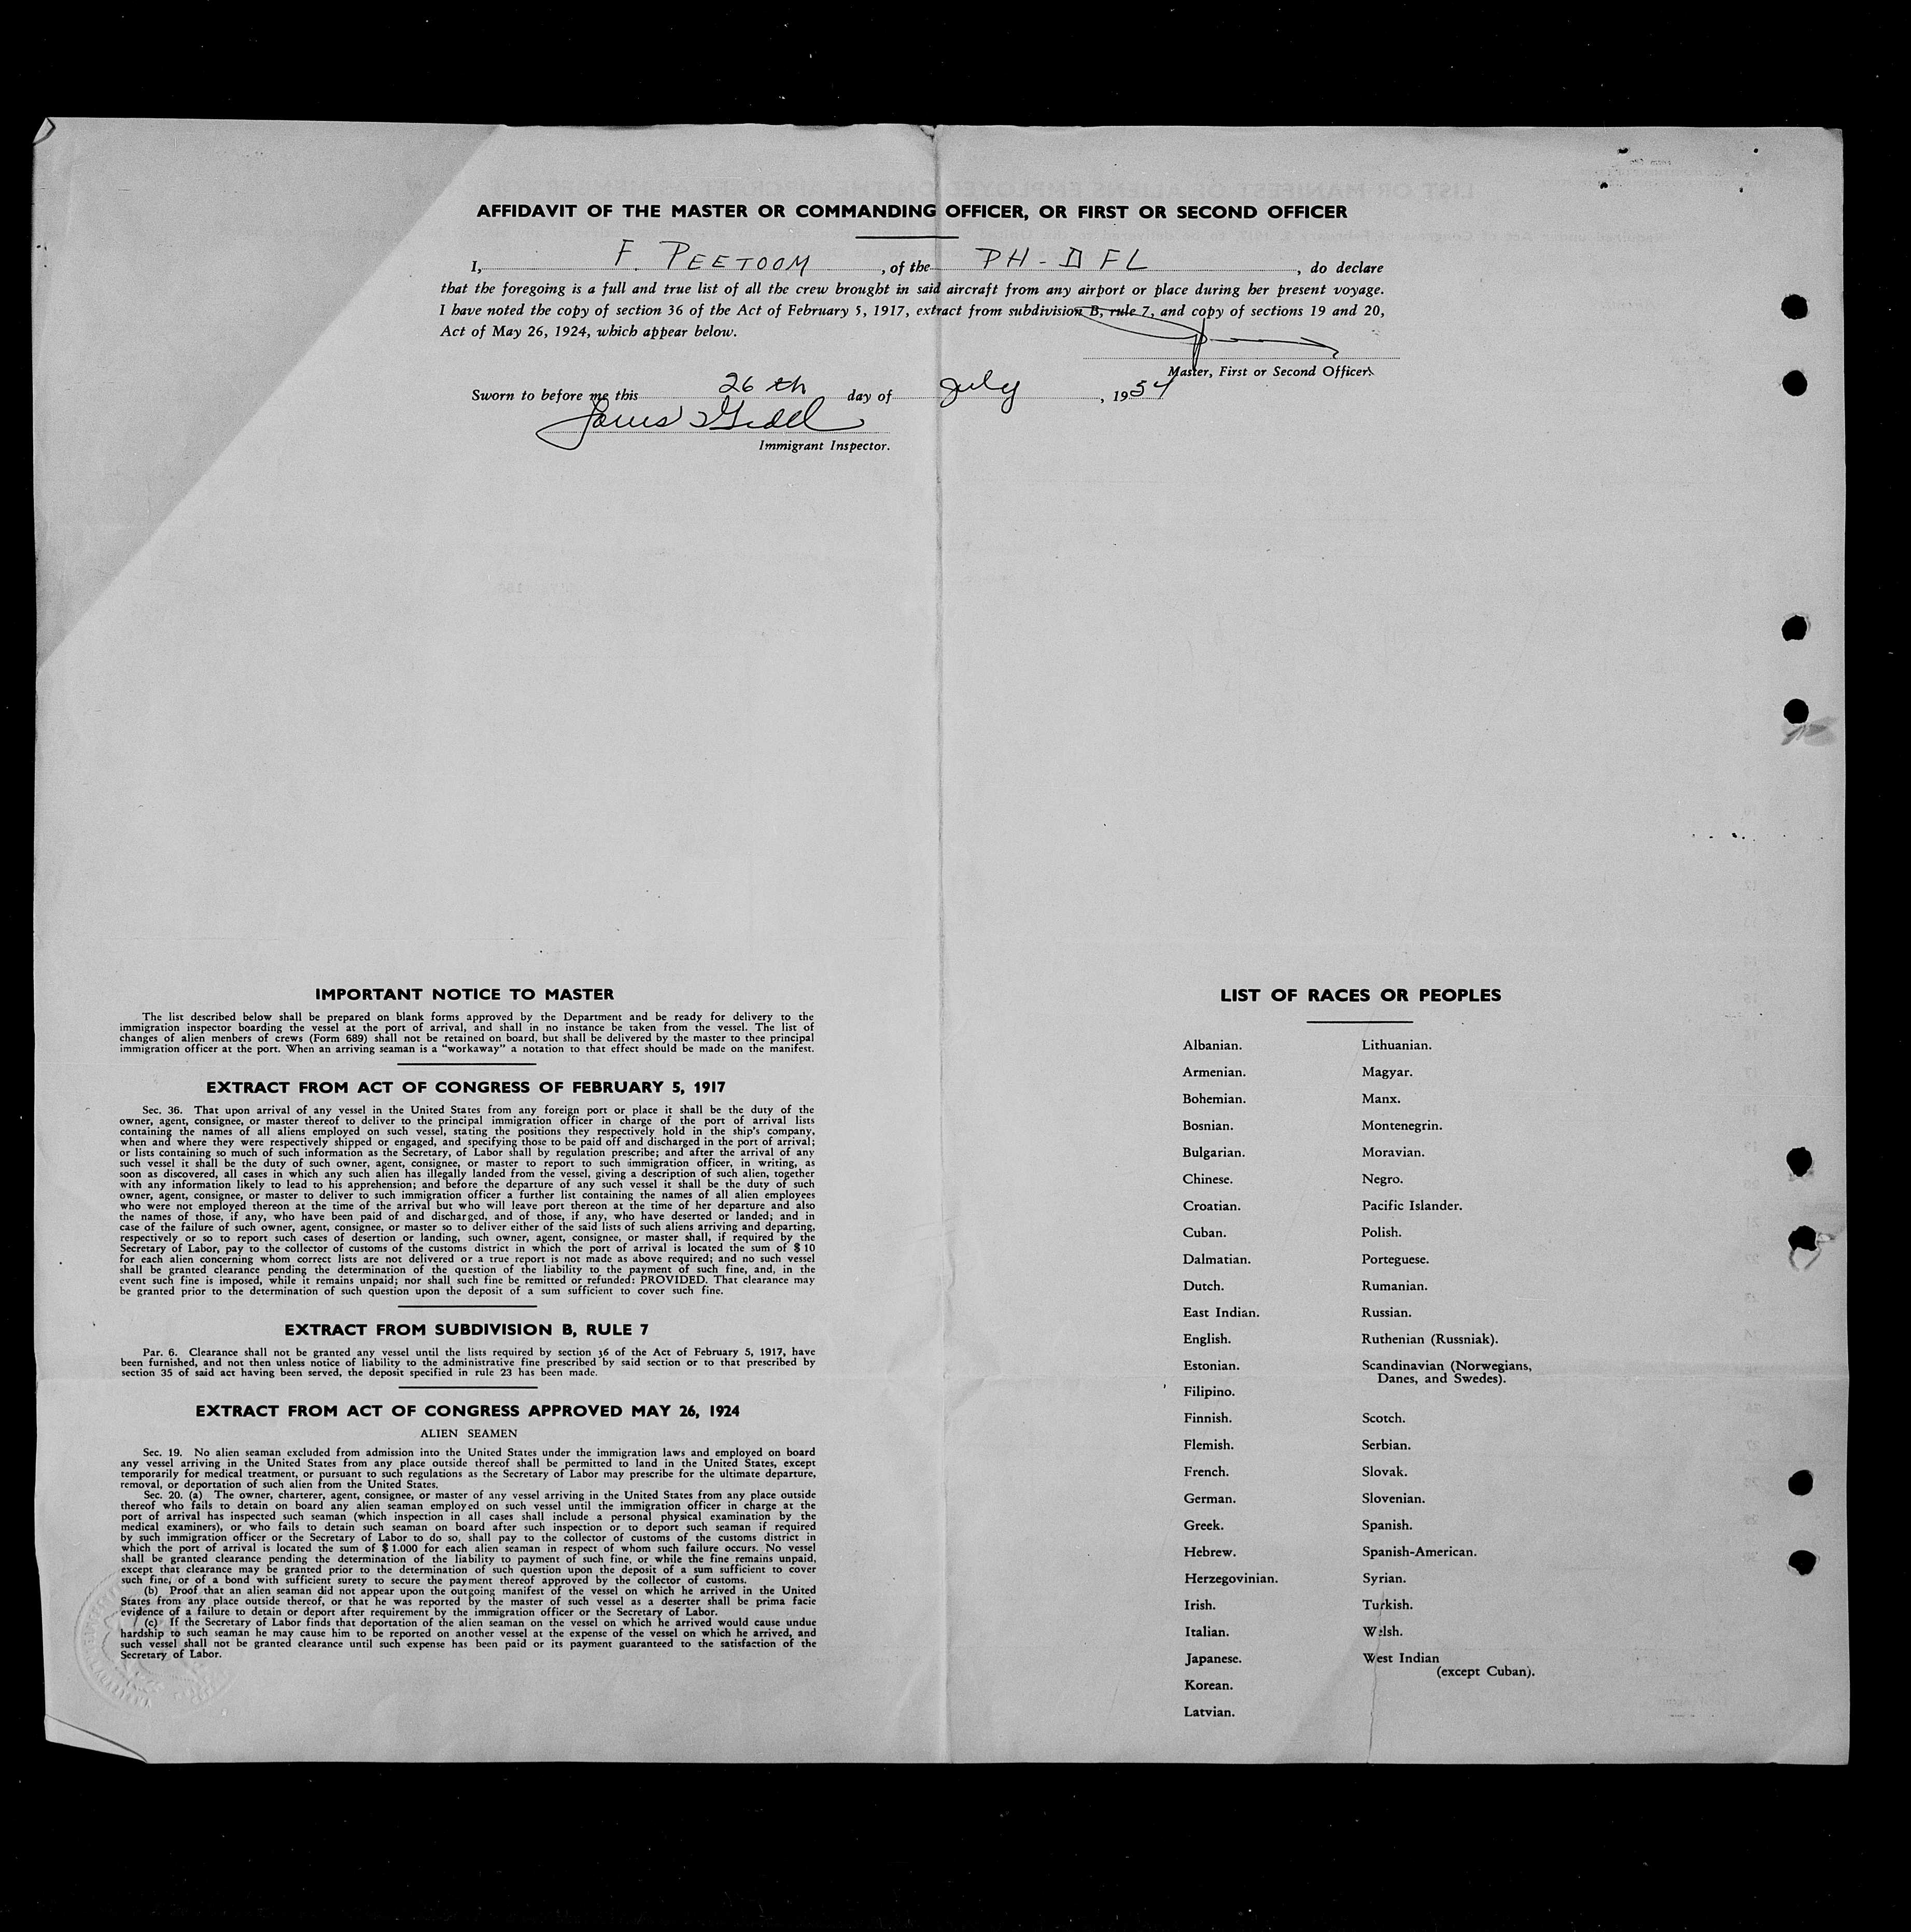 AFFIDAVIT OF THE MASTER OR COMMANDING OFFICER, OR FIRST OR SECOND OFFICER
I, F. PEETOOM, of the PH-DFL, do declare
that the foregoing is a full and true list of all the crew brought in said aircraft from any airport or place during her present voyage.
I have noted the copy of section 36 of the Act of February 5, 1917, extract from subdivision B, rule 7, and copy of sections 19 and 20,
Act of May 26, 1924, which appear below.
Master, First or Second Officer.
Sworn to before me this 26th day of July, 1954
Immigrant Inspector.
IMPORTANT NOTICE TO MASTER
The list described below shall be prepared on blank forms approved by the Department and be ready for delivery to the
immigration inspector boarding the vessel at the port of arrival, and shall in no instance be taken from the vessel. The list of
changes of alien menbers of crews (Form 689) shall not be retained on board, but shall be delivered by the master to thee principal
immigration officer at the port. When an arriving seaman is a "workaway" a notation to that effect should be made on the manifest.
EXTRACT FROM ACT OF CONGRESS OF FEBRUARY 5, 1917
Sec. 36. That upon arrival of any vessel in the United States from any foreign port or place it shall be the duty of the
owner, agent, consignee, or master thereof to deliver to the principal immigration officer in charge of the port of arrival lists
containing the names of all aliens employed on such vessel, stating the positions they respectively hold in the ship's company,
when and where they were respectively shipped or engaged, and specifying those to be paid off and discharged in the port of arrival;
or lists containing so much of such information as the Secretary, of Labor shall by regulation prescribe; and after the arrival of any
such vessel it shall be the duty of such owner, agent, consignee, or master to report to such immigration officer, in writing, as
soon as discovered, all cases in which any such alien has illegally landed from the vessel, giving a description of such alien, together
with any information likely to lead to his apprehension; and before the departure of any such vessel it shall be the duty of such
owner, agent, consignee, or master to deliver to such immigration officer a further list containing the names of all alien employees
who were not employed thereon at the time of the arrival but who will leave port thereon at the time of her departure and also
the names of those, if any, who have been paid of and discharged, and of those, if any, who have deserted or landed; and in
case of the failure of such owner, agent, consignee, or master so to deliver either of the said lists of such aliens arriving and departing,
respectively or so to report such cases of desertion or landing, such owner, agent, consignee, or master shall, if required by the
Secretary of Labor, pay to the collector of customs of the customs district in which the port of arrival is located the sum of $ 10
for each alien concerning whom correct lists are not delivered or a true report is not made as above required; and no such vessel
shall be granted clearance pending the determination of the question of the liability to the payment of such fine, and, in the
event such fine is imposed, while it remains unpaid; nor shall such fine be remitted or refunded: PROVIDED. That clearance may
be granted prior to the determination of such question upon the deposit of a sum sufficient to cover such fine.
EXTRACT FROM SUBDIVISION B, RULE 7
Par. 6. Clearance shall not be granted any vessel until the lists required by section 36 of the Act of February 5, 1917, have
been furnished, and not then unless notice of liability to the administrative fine prescribed by said section or to that prescribed by
section 35 of said act having been served, the deposit specified in rule 23 has been made.
EXTRACT FROM ACT OF CONGRESS APPROVED MAY 26, 1924
ALIEN SEAMEN
Sec. 19. No alien seaman excluded from admission into the United States under the immigration laws and employed on board
any vessel arriving in the United States from any place outside thereof shall be permitted to land in the United States, except
temporarily for medical treatment, or pursuant to such regulations as the Secretary of Labor may prescribe for the ultimate departure,
removal, or deportation of such alien from the United States.
Sec. 20. (a) The owner, charterer, agent, consignee, or master of any vessel arriving in the United States from any place outside
thereof who fails to detain on board any alien seaman employed on such vessel until the immigration officer in charge at the
port of arrival has inspected such seaman (which inspection in all cases shall include a personal physical examination by the
medical examiners), or who fails to detain such seaman on board after such inspection or to deport such seaman if required
by such immigration officer or the Secretary of Labor to do so, shall pay to the collector of customs of the customs district in
which the port of arrival is located the sum of $ 1.000 for each alien seaman in respect of whom such failure occurs. No vessel
shall be granted clearance pending the determination of the liability to payment of such fine, or while the fine remains unpaid,
except that clearance may be granted prior to the determination of such question upon the deposit of a sum sufficient to cover
such fine, or of a bond with sufficient surety to secure the payment thereof approved by the collector of customs.
(b) Proof that an alien seaman did not appear upon the outgoing manifest of the vessel on which he arrived in the United
States from any place outside thereof, or that he was reported by the master of such vessel as a deserter shall be prima facie
evidence of a failure to detain or deport after requirement by the immigration officer or the Secretary of Labor.
(c) If the Secretary of Labor finds that deportation of the alien seaman on the vessel on which he arrived would cause undue
hardship to such seaman he may cause him to be reported on another vessel at the expense of the vessel on which he arrived, and
such vessel shall not be granted clearance until such expense has been paid or its payment guaranteed to the satisfaction of the
Secretary of Labor.
LIST OF RACES OR PEOPLES
Albanian.
Armenian.
Bohemian.
Bosnian.
Bulgarian.
Chinese.
Croatian.
Cuban.
Dalmatian.
Dutch.
East Indian.
English.
Estonian.
Filipino.
Finnish.
Flemish.
French.
German.
Greek.
Hebrew.
Herzegovinian.
Irish.
Italian.
Japanese.
Korean.
Latvian.
Lithuanian.
Magyar.
Manx.
Montenegrin.
Moravian.
Negro.
Pacific Islander.
Polish.
Porteguese.
Rumanian.
Russian.
Ruthenian (Russniak).
Scandinavian (Norwegians,
Danes, and Swedes).
Scotch.
Serbian.
Slovak.
Slovenian.
Spanish.
Spanish-American.
Syrian.
Turkish.
Welsh.
West Indian
(except Cuban).